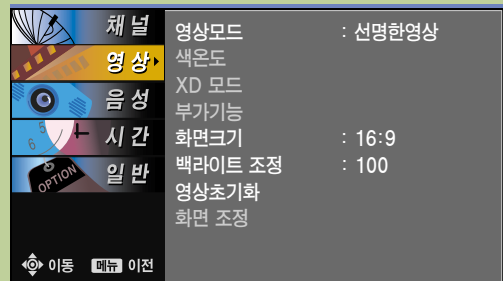 채널
영상
음성
시간
6 5
일반
OPTION
이동 메뉴 이전
영상모드 : 선명한영상
색온도
XD 모드
부가기능
화면크기 : 16:9
백라이트 조정 : 100
영상초기화
화면 조정